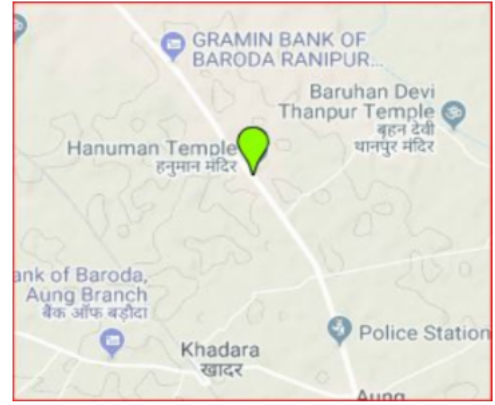 GRAMIN BANK OF
BARODA RANIPUR...
Baruhan Devi
Thanpur Temple
बृहन देवी
थानपुर मंदिर
Hanuman Temple
हनुमान मंदिर
ank of Baroda,
Aung Branch
बैंक ऑफ बड़ौदा
Police Station
Khadara
खादर
Aung